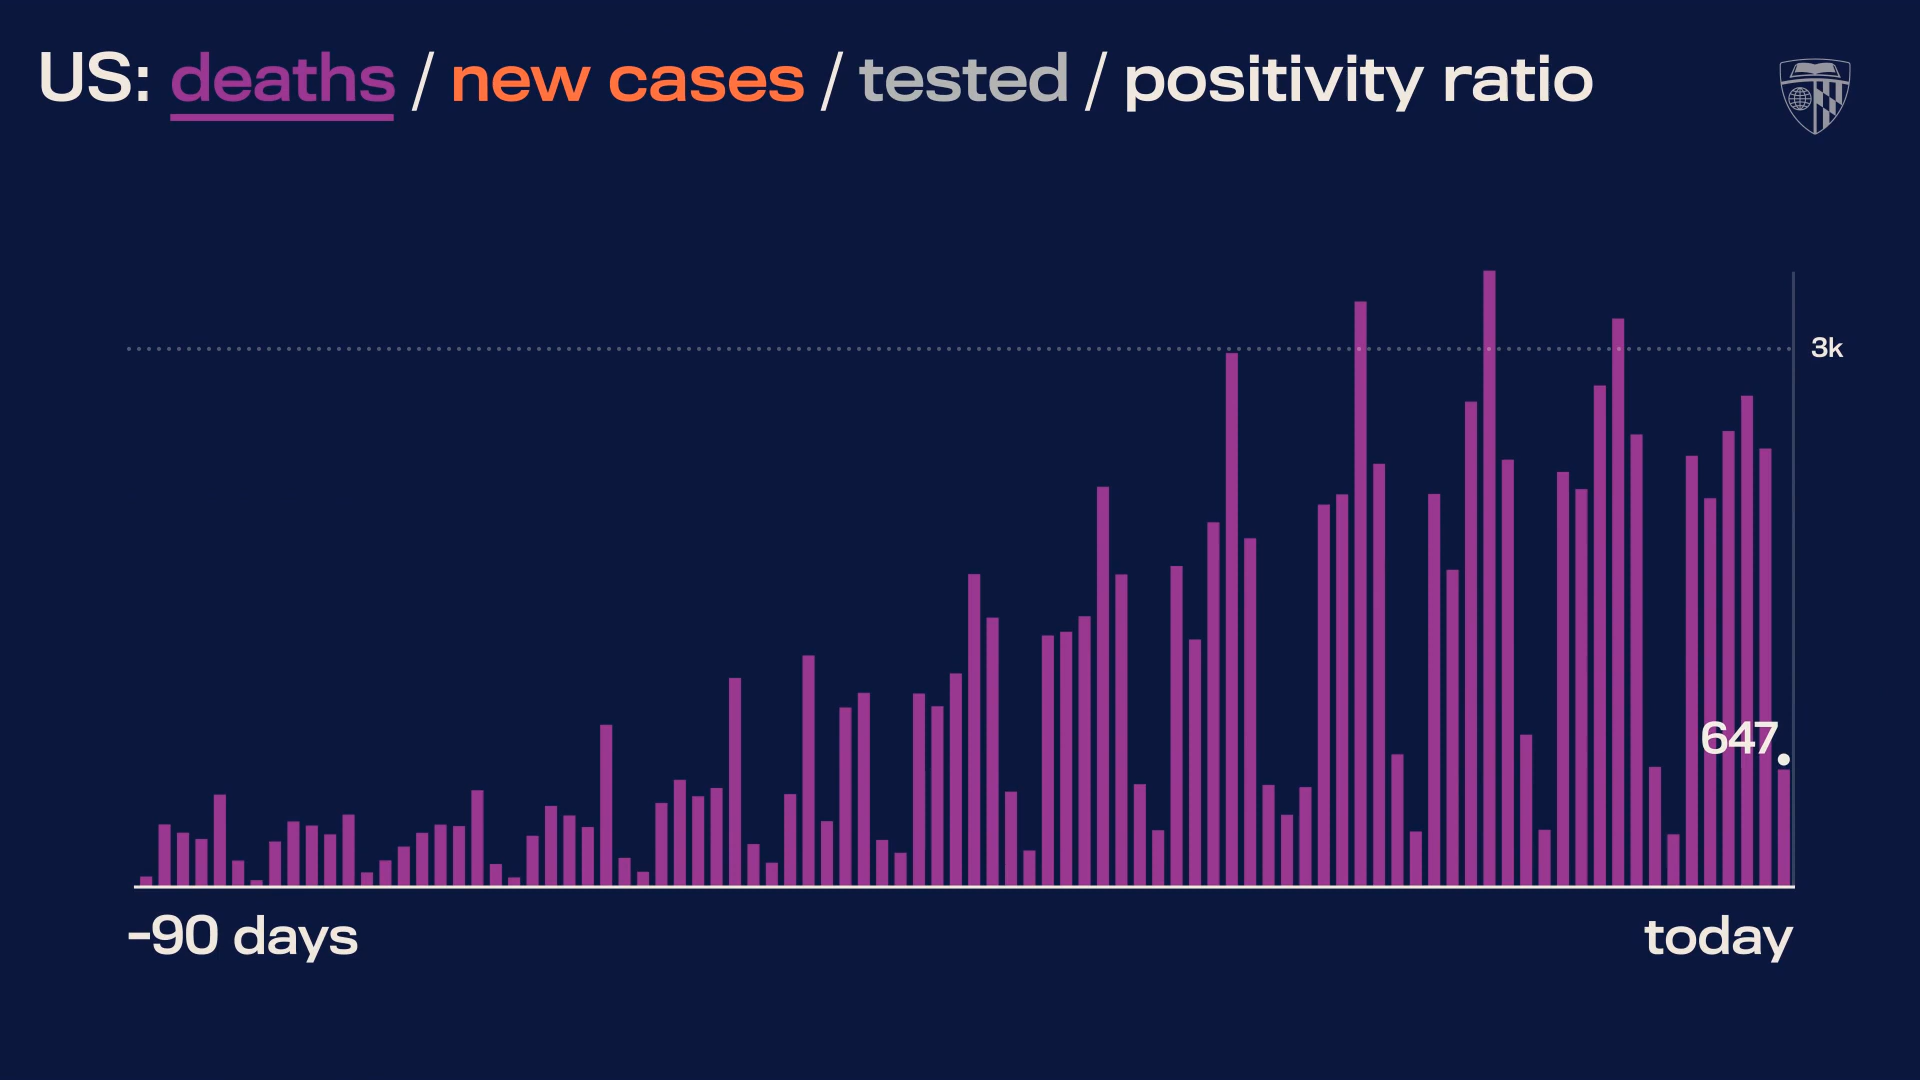 US: deaths / new cases / tested / positivity ratio
3k
647
-90 days
today